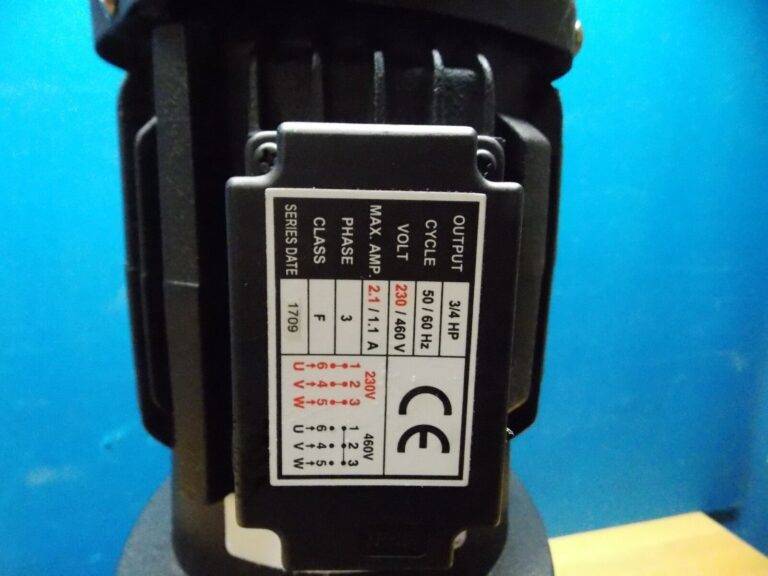 OUTPUT 3/4 HP
CYCLE 50 / 60 Hz
VOLT 230 / 460 V
MAX. AMP. 2.1 / 1.1 A
PHASE 3
CLASS F
SERIES DATE 1709
CE
230V
1 2 3
6 4 5
U V W
460V
1 2 3
6 4 5
U V W